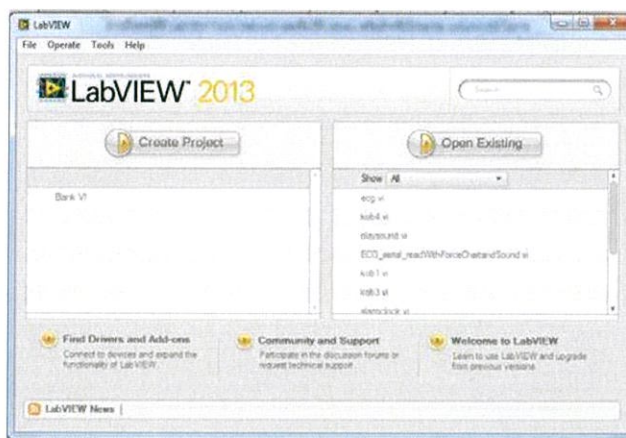 LabVIEW
File Operate Tools Help
LabVIEW™ 2013
Search
Create Project
Open Existing
Show All
Bank VI
ecg.vi
kob4.vi
playsound.vi
kob1.vi
kob3.vi
alarmclock.vi
Find Drivers and Add-ons
Connect to devices and expand the
functionality of LabVIEW.
Community and Support
Participate in the discussion forums or
request technical support.
Welcome to LabVIEW
Learn to use LabVIEW and upgrade
from previous versions.
LabVIEW News